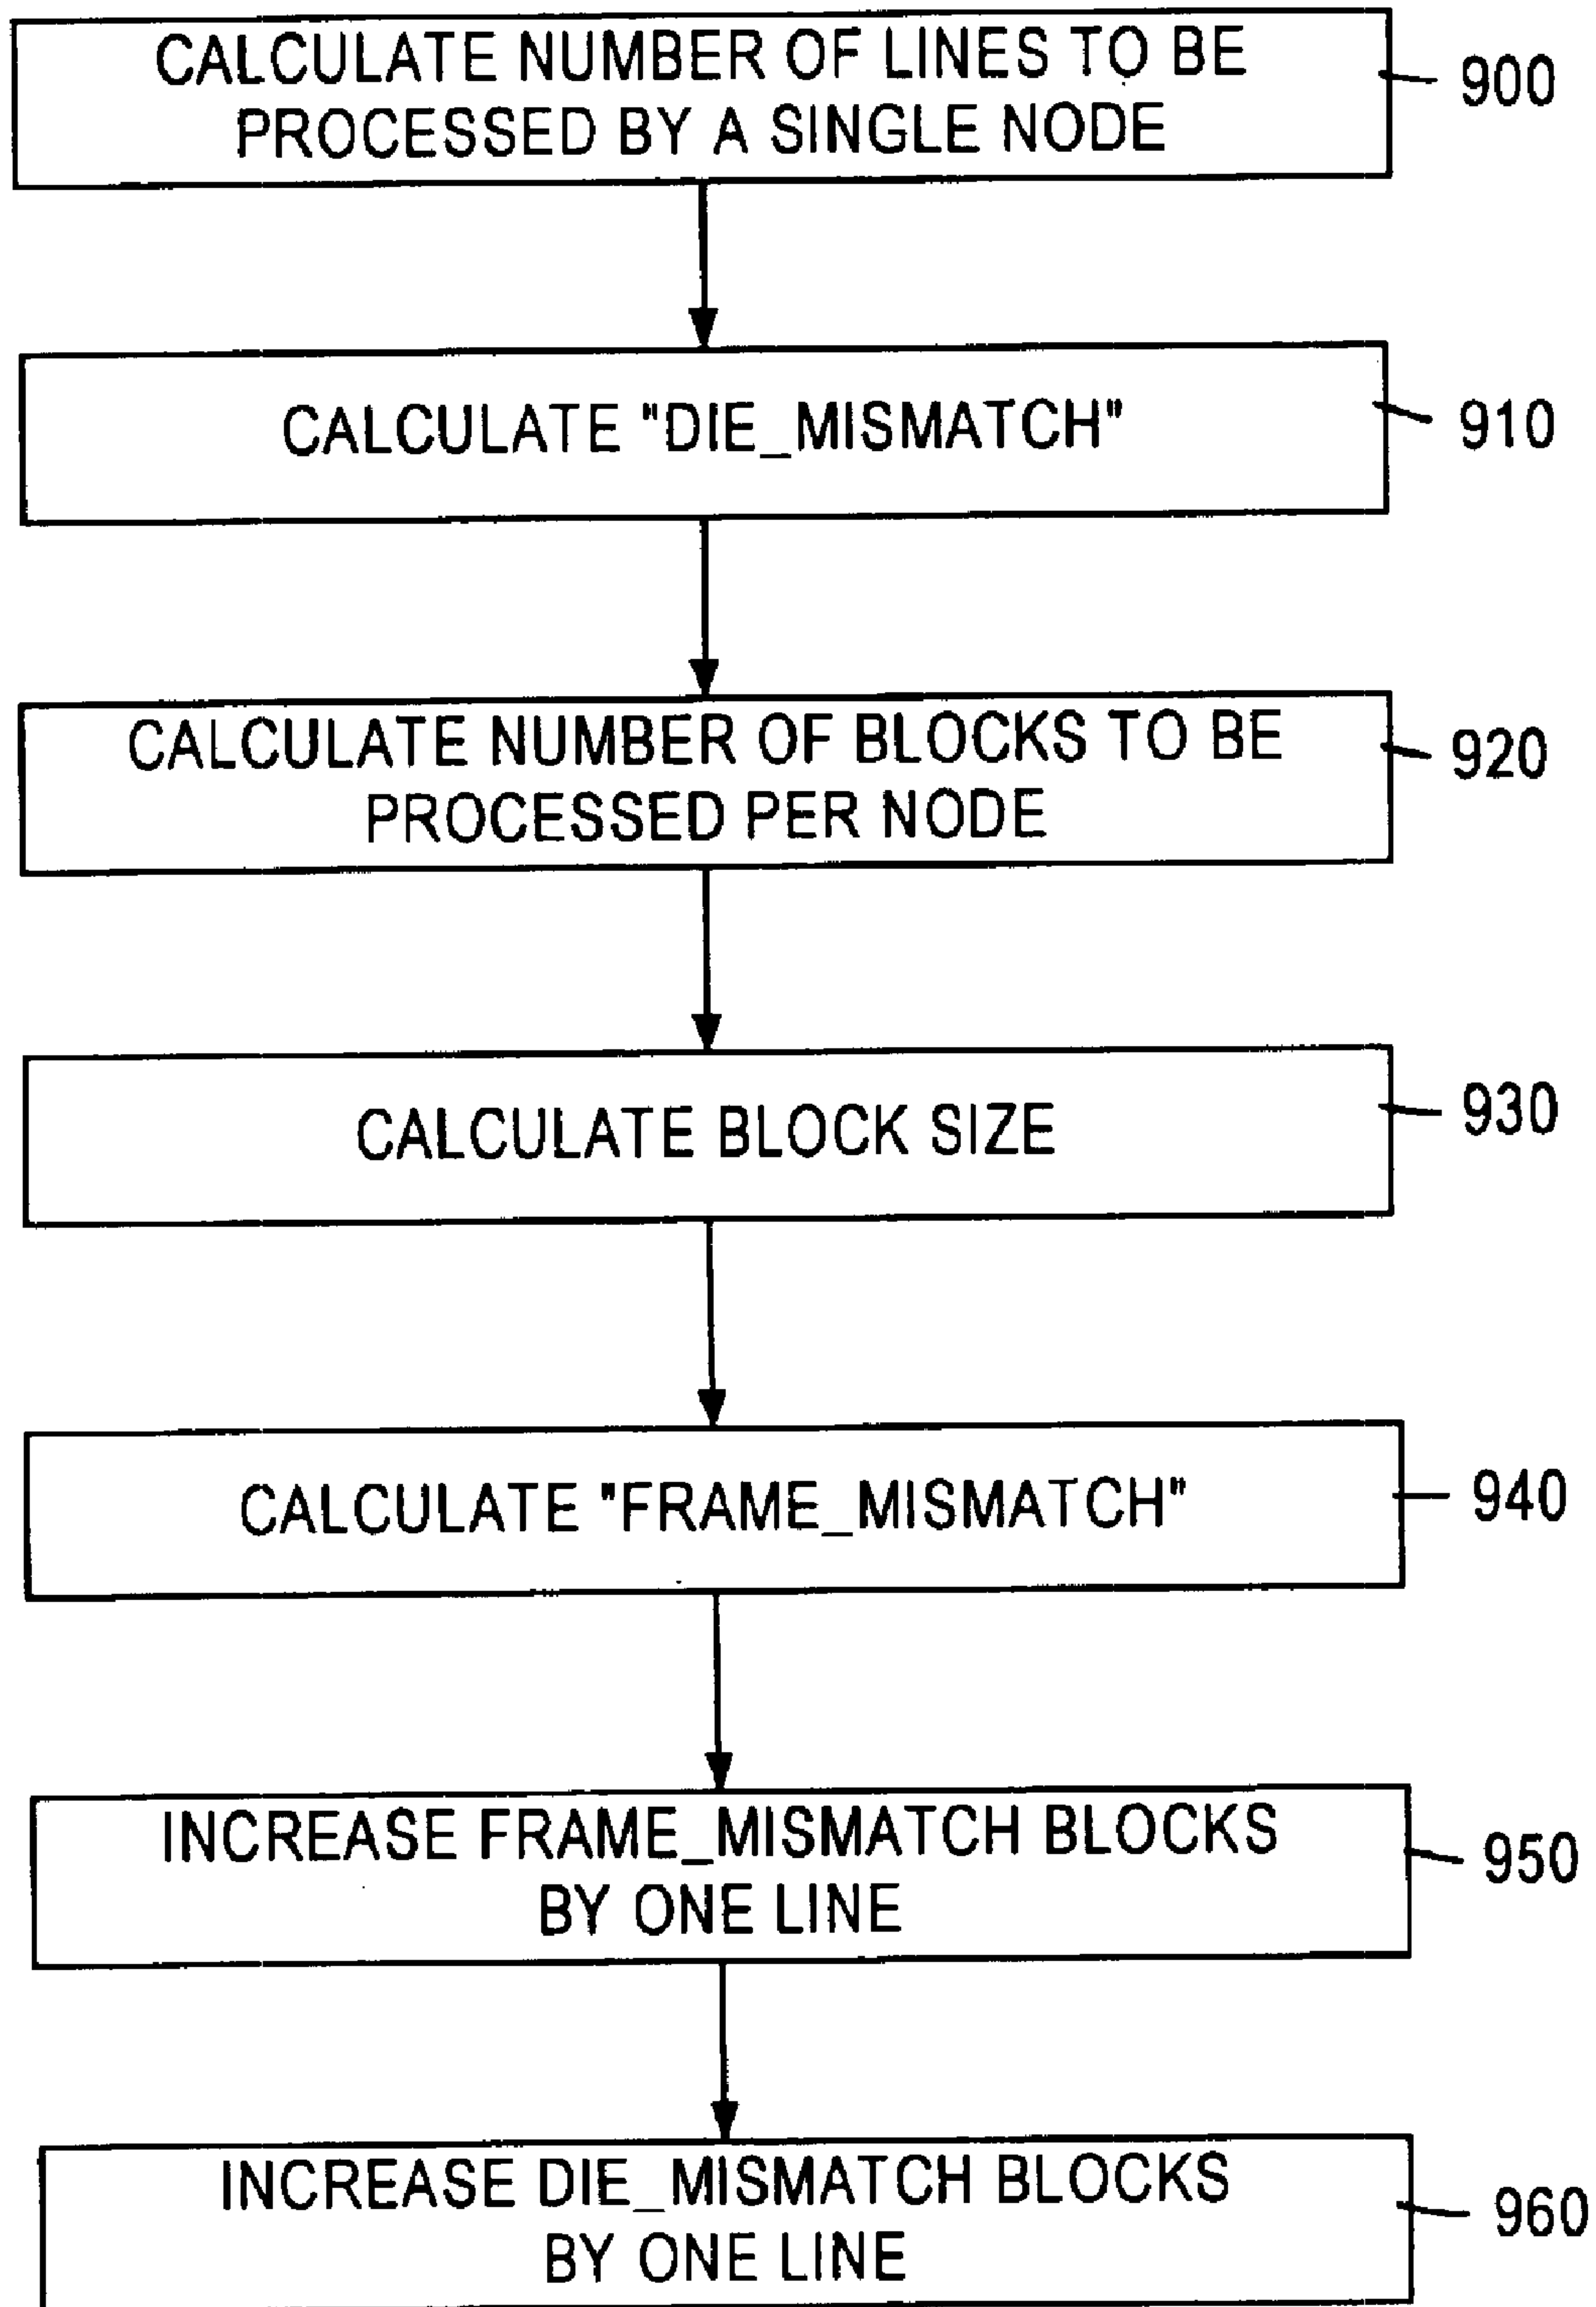 CALCULATE NUMBER OF LINES TO BE
PROCESSED BY A SINGLE NODE
900
CALCULATE "DIE_MISMATCH"
910
CALCULATE NUMBER OF BLOCKS TO BE
PROCESSED PER NODE
920
CALCULATE BLOCK SIZE
930
CALCULATE "FRAME_MISMATCH"
940
INCREASE FRAME_MISMATCH BLOCKS
BY ONE LINE
950
INCREASE DIE_MISMATCH BLOCKS
BY ONE LINE
960